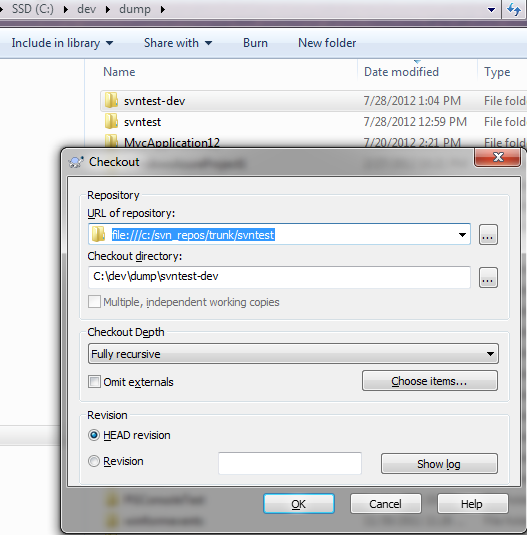 SSD (C:) ▸ dev ▸ dump ▸
Include in library Share with Burn New folder
Name Date modified Type
svntest-dev 7/28/2012 1:04 PM File fold
svntest 7/28/2012 12:59 PM File fold
MvcApplication12 7/20/2012 2:21 PM File fold
Checkout
Repository
URL of repository:
file:///c:/svn_repos/trunk/svntest
Checkout directory:
C:\dev\dump\svntest-dev
Multiple, independent working copies
Checkout Depth
Fully recursive
Omit externals
Choose items...
Revision
HEAD revision
Revision
Show log
OK Cancel Help